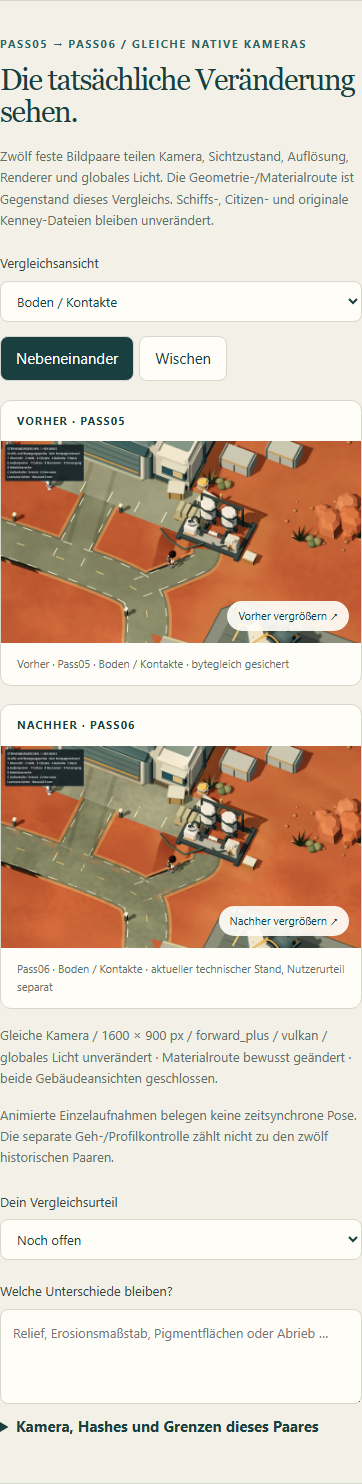 PASS05 → PASS06 / GLEICHE NATIVE KAMERAS
Die tatsächliche Veränderung
sehen.
Zwölf feste Bildpaare teilen Kamera, Sichtzustand, Auflösung,
Renderer und globales Licht. Die Geometrie-/Materialroute ist
Gegenstand dieses Vergleichs. Schiffs-, Citizen- und originale
Kenney-Dateien bleiben unverändert.
Vergleichsansicht
Boden / Kontakte
Nebeneinander
Wischen
VORHER · PASS05
Vorher vergrößern ↗
Vorher · Pass05 · Boden / Kontakte · bytegleich gesichert
NACHHER · PASS06
Nachher vergrößern ↗
Pass06 · Boden / Kontakte · aktueller technischer Stand, Nutzerurteil
separat
Gleiche Kamera / 1600 × 900 px / forward_plus / vulkan /
globales Licht unverändert · Materialroute bewusst geändert ·
beide Gebäudeansichten geschlossen.
Animierte Einzelaufnahmen belegen keine zeitsynchrone Pose.
Die separate Geh-/Profilkontrolle zählt nicht zu den zwölf
historischen Paaren.
Dein Vergleichsurteil
Noch offen
Welche Unterschiede bleiben?
Relief, Erosionsmaßstab, Pigmentflächen oder Abrieb ...
▶ Kamera, Hashes und Grenzen dieses Paares